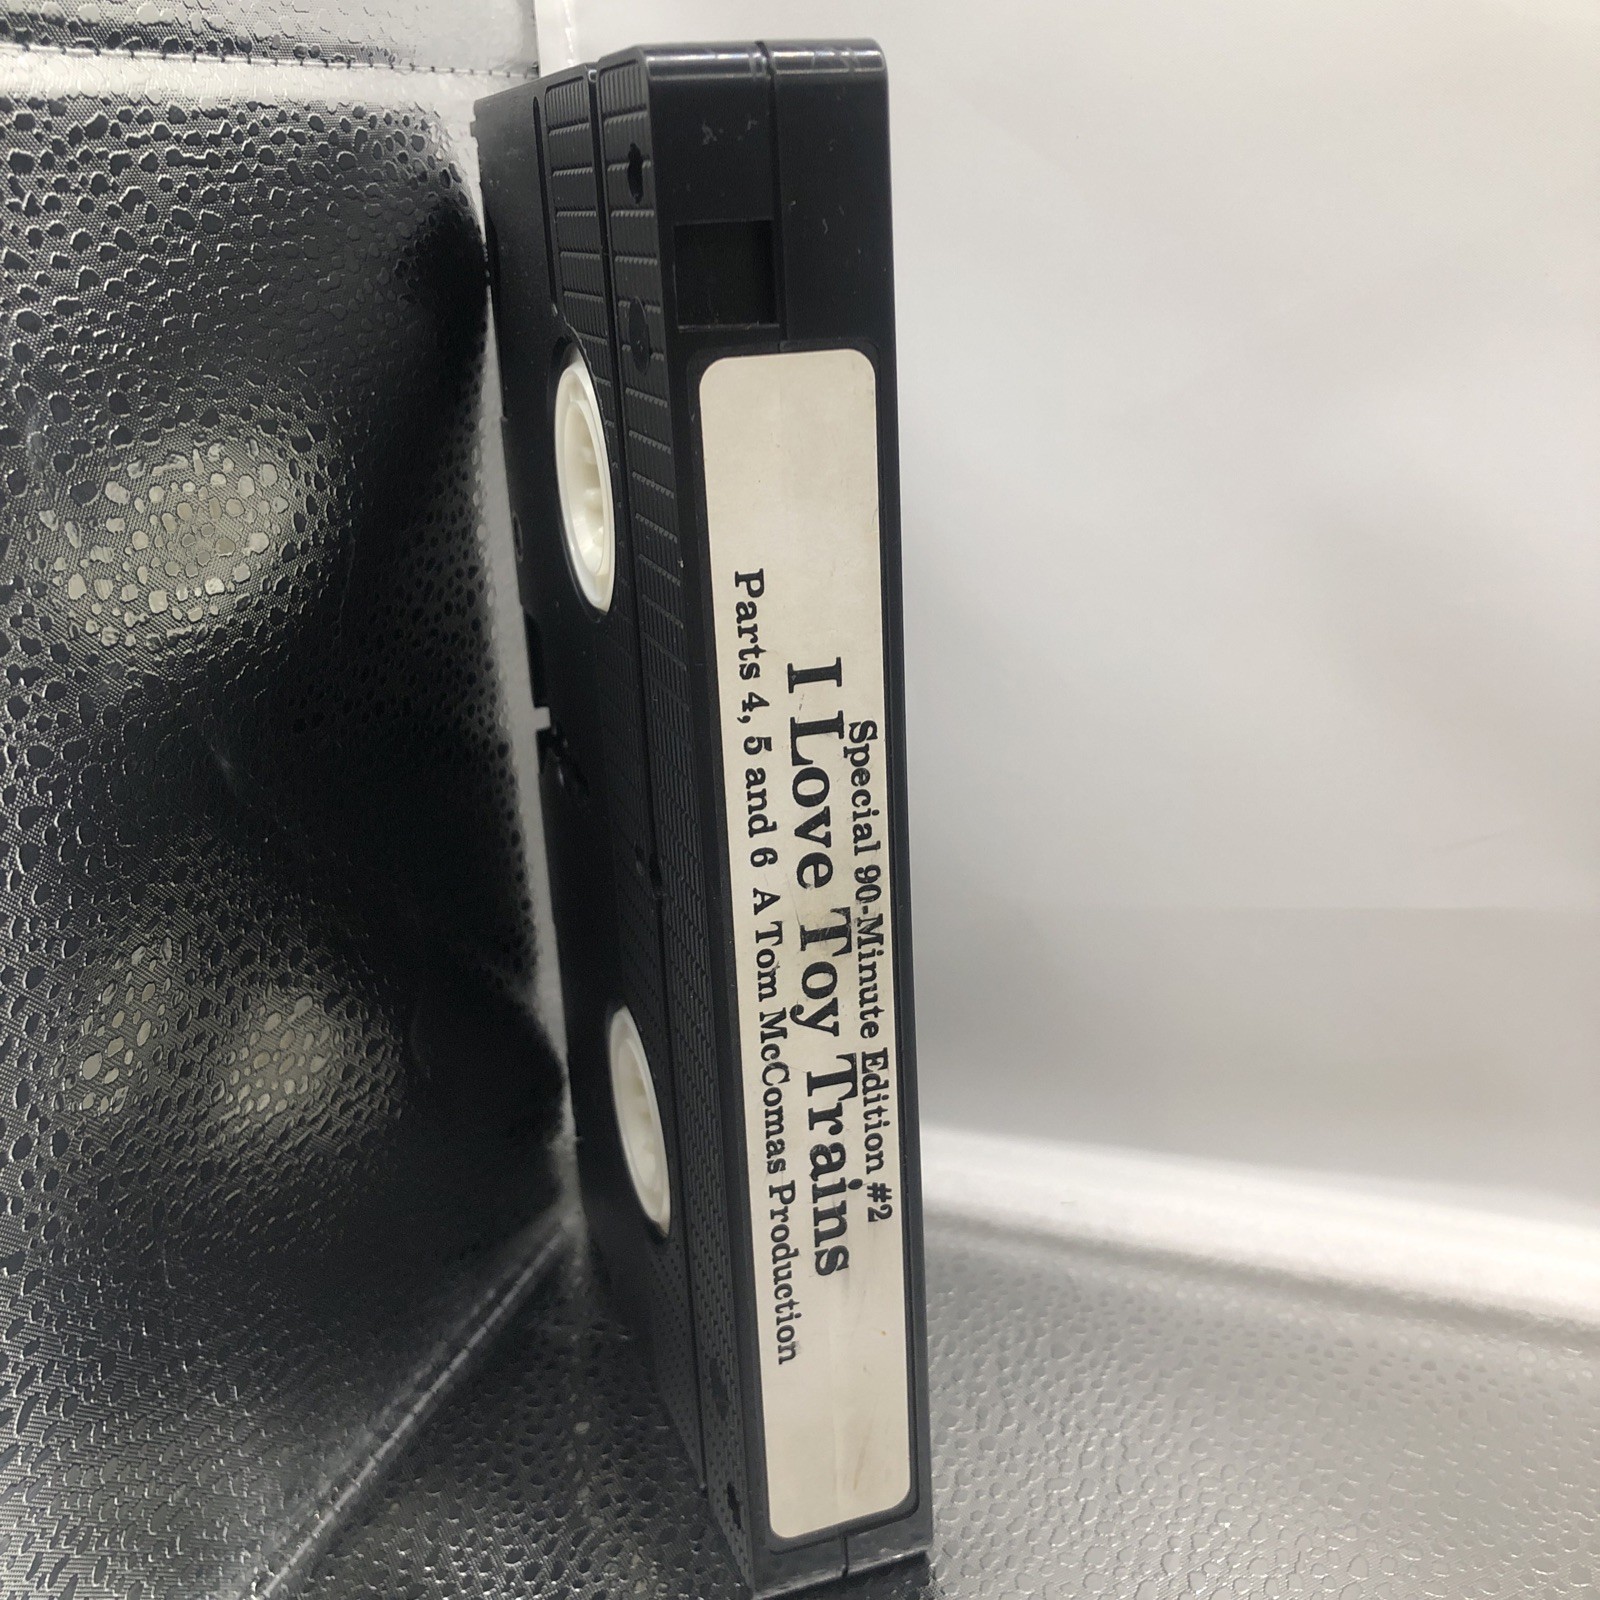 Special 90-Minute Edition #2
I Love Toy Trains
Parts 4, 5 and 6 A Tom McComas Production